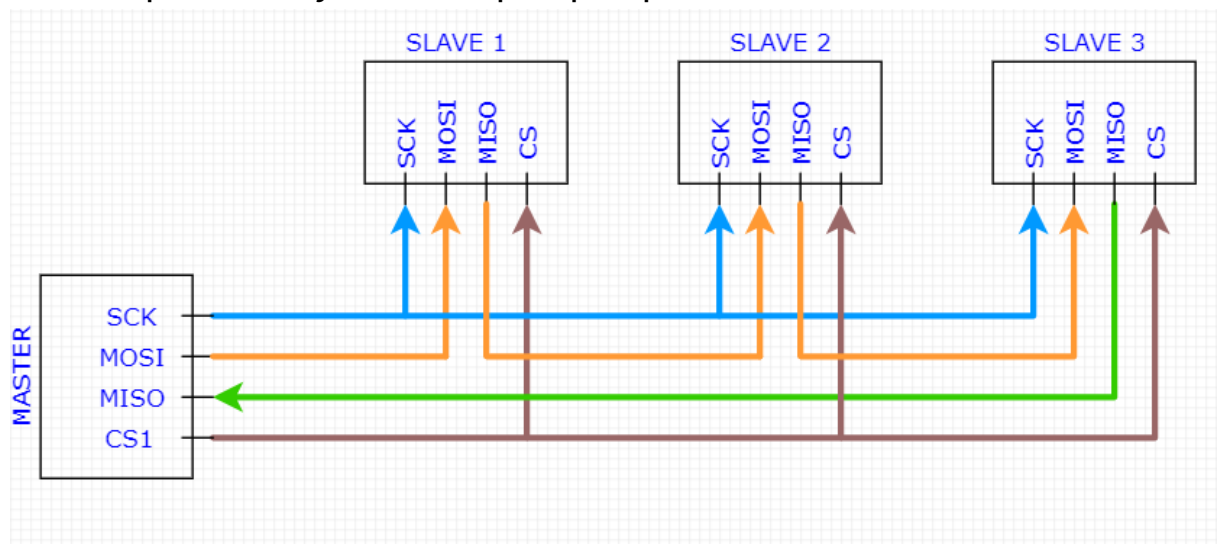 SLAVE 1
SLAVE 2
SLAVE 3
SCK
MOSI
MISO
CS
SCK
MOSI
MISO
CS
SCK
MOSI
MISO
CS
MASTER
SCK
MOSI
MISO
CS1